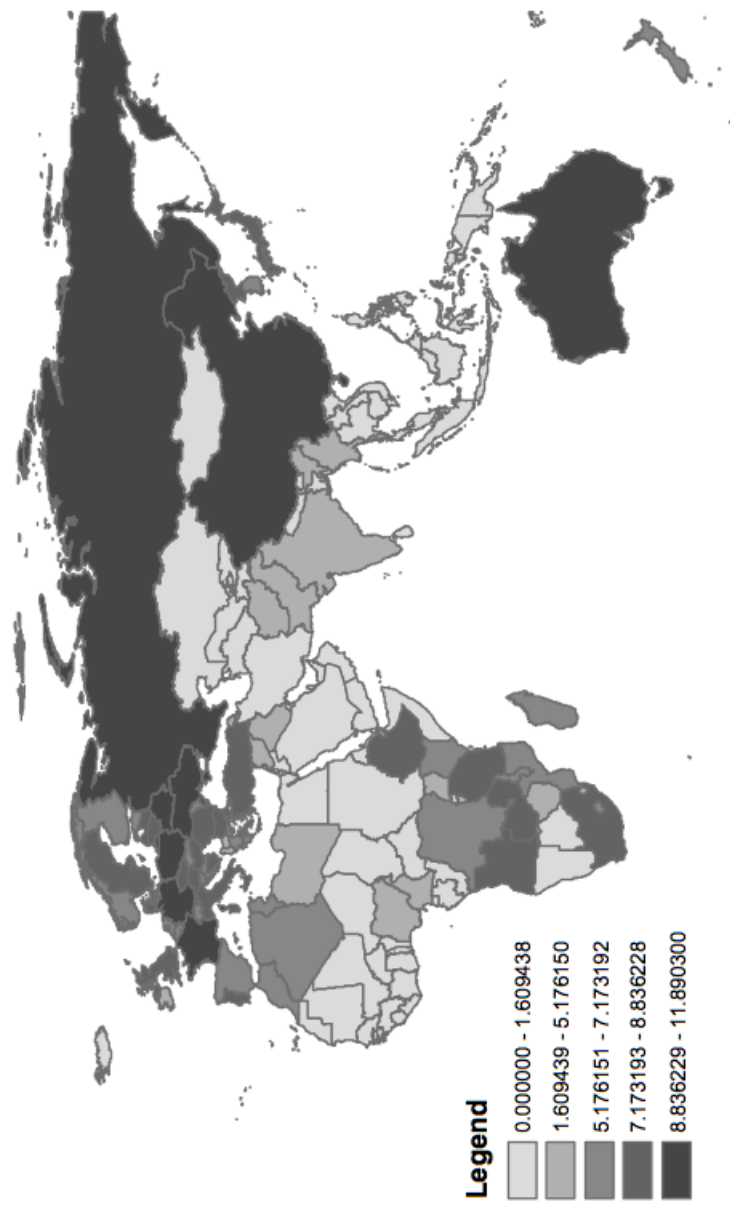 Legend
0.000000 - 1.609438
1.609439 - 5.176150
5.176151 - 7.173192
7.173193 - 8.836228
8.836229 - 11.890300